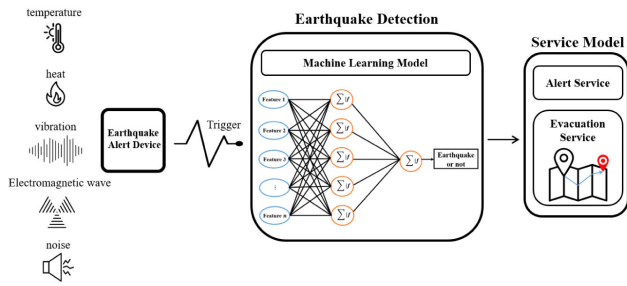 temperature
heat
vibration
Electromagnetic wave
noise
Earthquake
Alert Device
Trigger
Earthquake Detection
Machine Learning Model
Feature 1
Feature 2
Feature 3
⋮
Feature n
∑|f
∑|f
∑|f
∑|f
∑|f
∑|f
Earthquake
or not
Service Model
Alert Service
Evacuation
Service